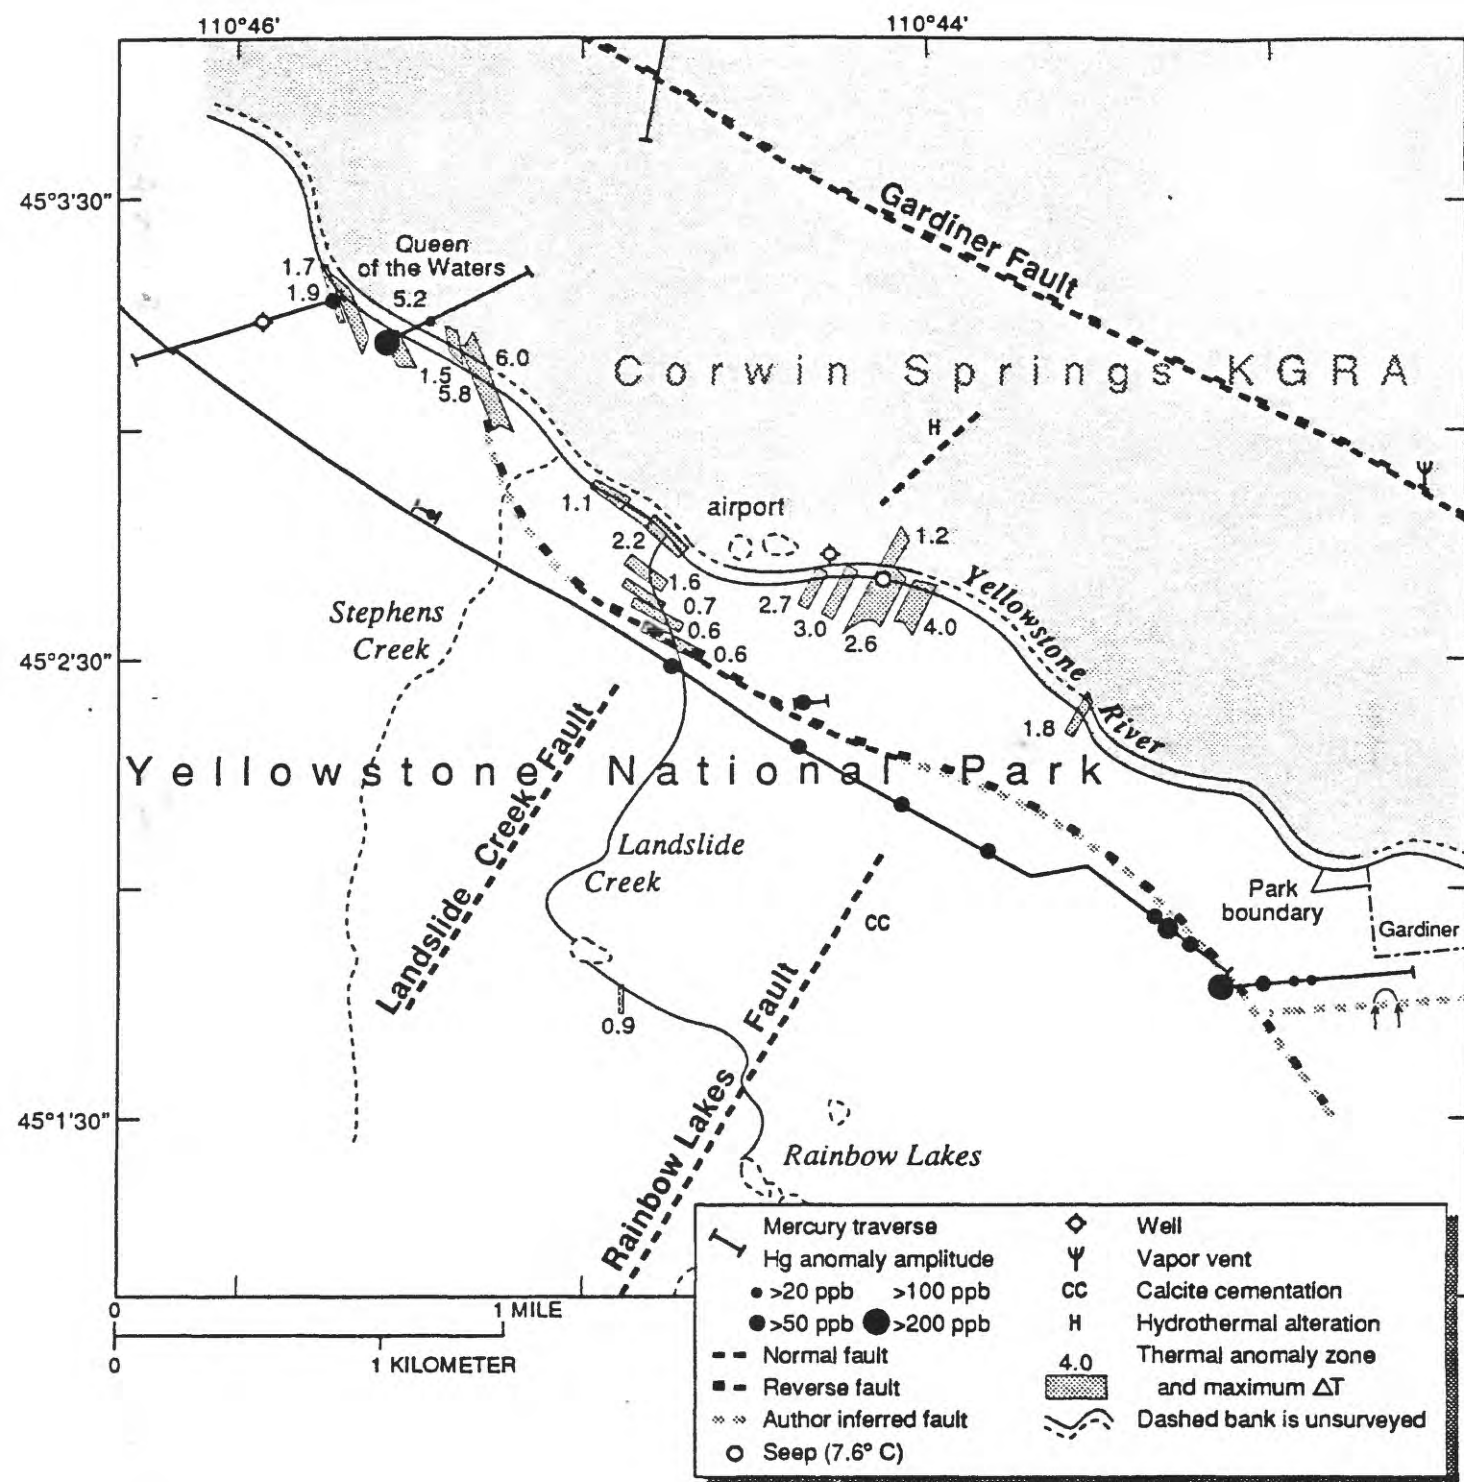 110°46'
110°44'
45°3'30"
Gardiner Fault
Queen
of the Waters
1.7
1.9
5.2
6.0
1.5
5.8
Corwin Springs KGRA
H
1.1
airport
2.2
1.2
1.6
0.7
0.6
0.6
2.7
3.0
2.6
4.0
Yellowstone River
Stephens
Creek
45°2'30"
1.8
Yellowstone National Park
Landslide Creek Fault
Landslide
Creek
CC
Park
boundary
Gardiner
0.9
Rainbow Lakes Fault
45°1'30"
Rainbow Lakes
0 1 MILE
0 1 KILOMETER
Mercury traverse
Hg anomaly amplitude
>20 ppb >100 ppb
>50 ppb >200 ppb
Normal fault
Reverse fault
Author inferred fault
Seep (7.6° C)
Well
Vapor vent
CC Calcite cementation
H Hydrothermal alteration
4.0 Thermal anomaly zone
and maximum ΔT
Dashed bank is unsurveyed